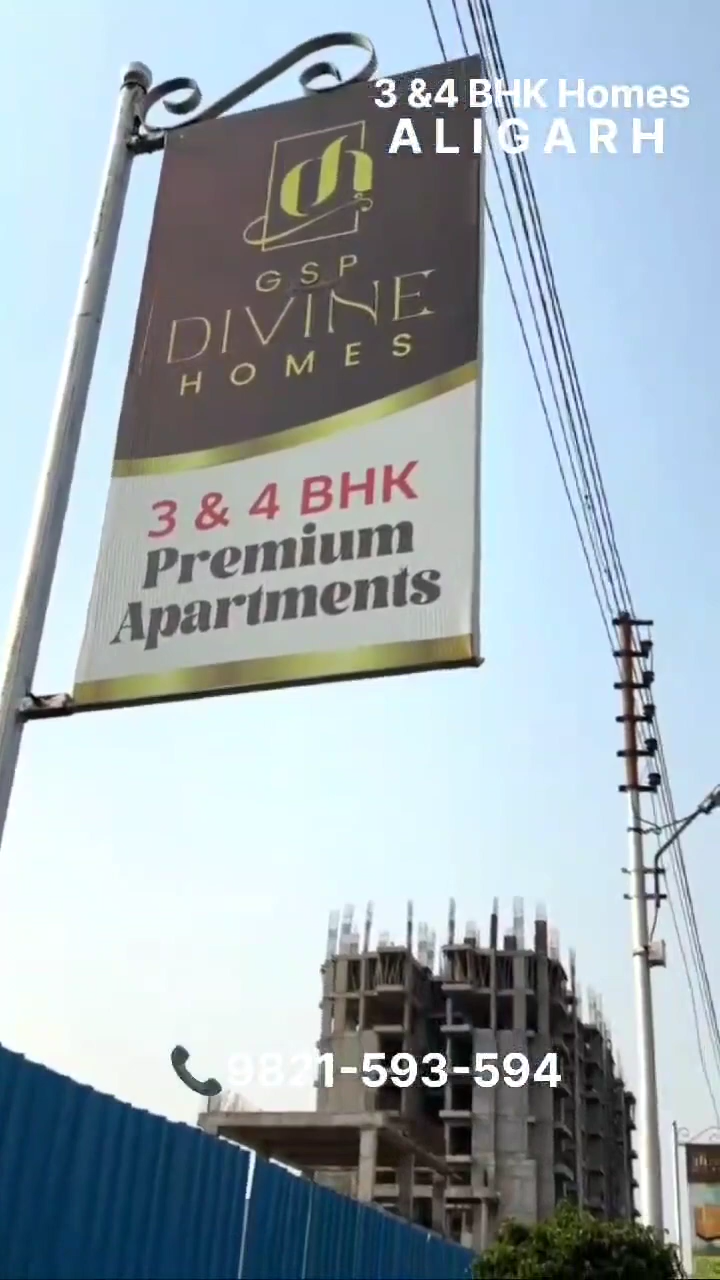 3 &4 BHK Homes
ALIGARH
dh
GSP
DIVINE
HOMES
3 & 4 BHK
Premium
Apartments
9821-593-594